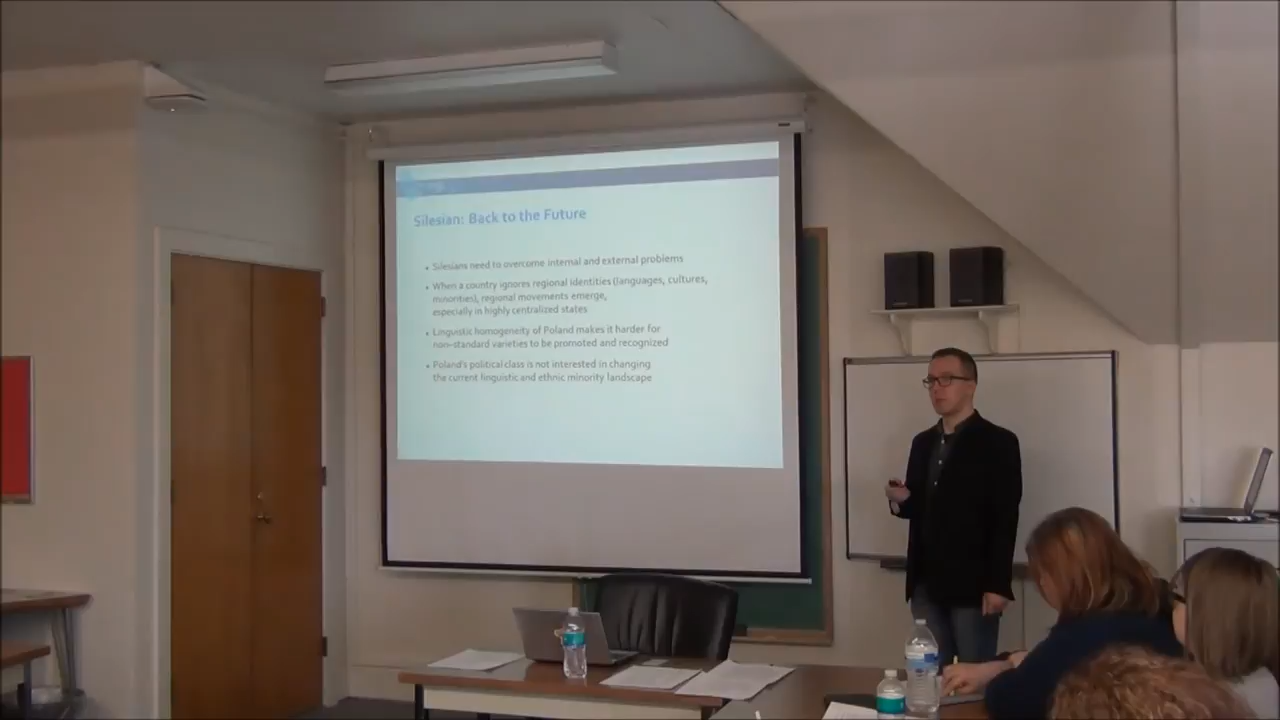 Silesian: Back to the Future
• Silesians need to overcome internal and external problems
• When a country ignores regional identities (languages, cultures,
minorities), regional movements emerge,
especially in highly centralized states
• Linguistic homogeneity of Poland makes it harder for
non-standard varieties to be promoted and recognized
• Poland's political class is not interested in changing
the current linguistic and ethnic minority landscape